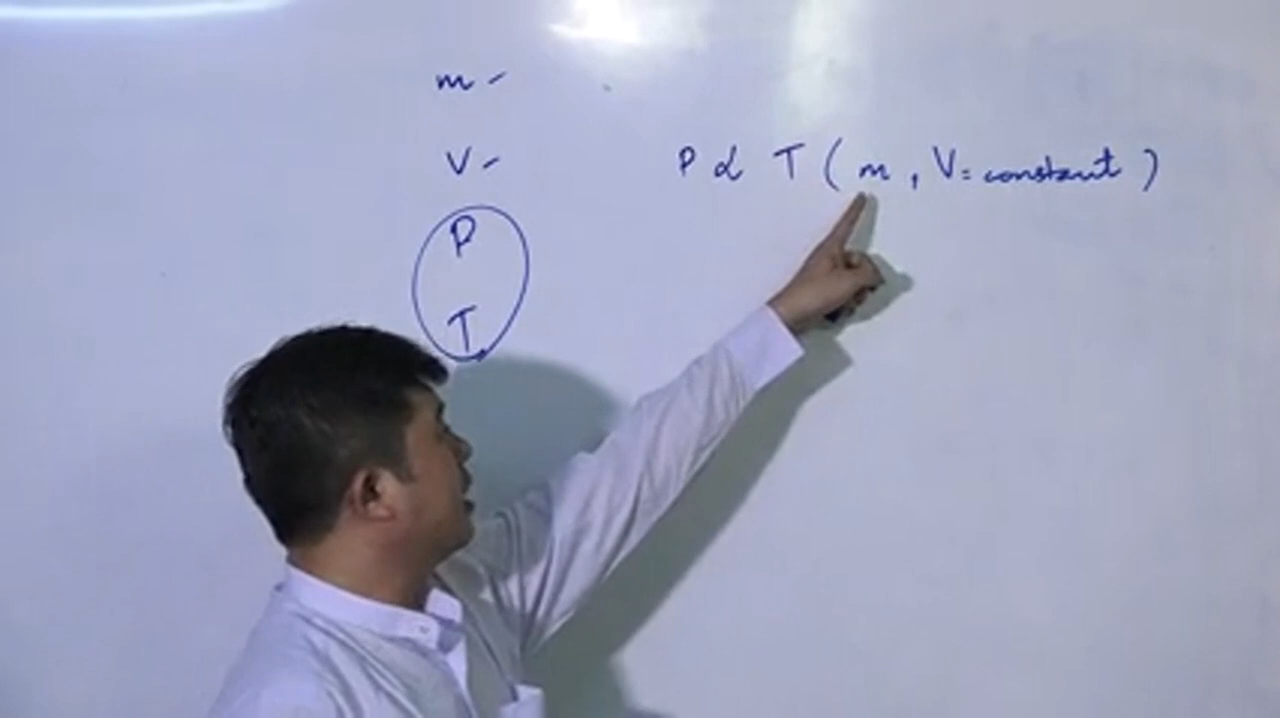 m -
V -
P
T
P α T ( m , V = constant )